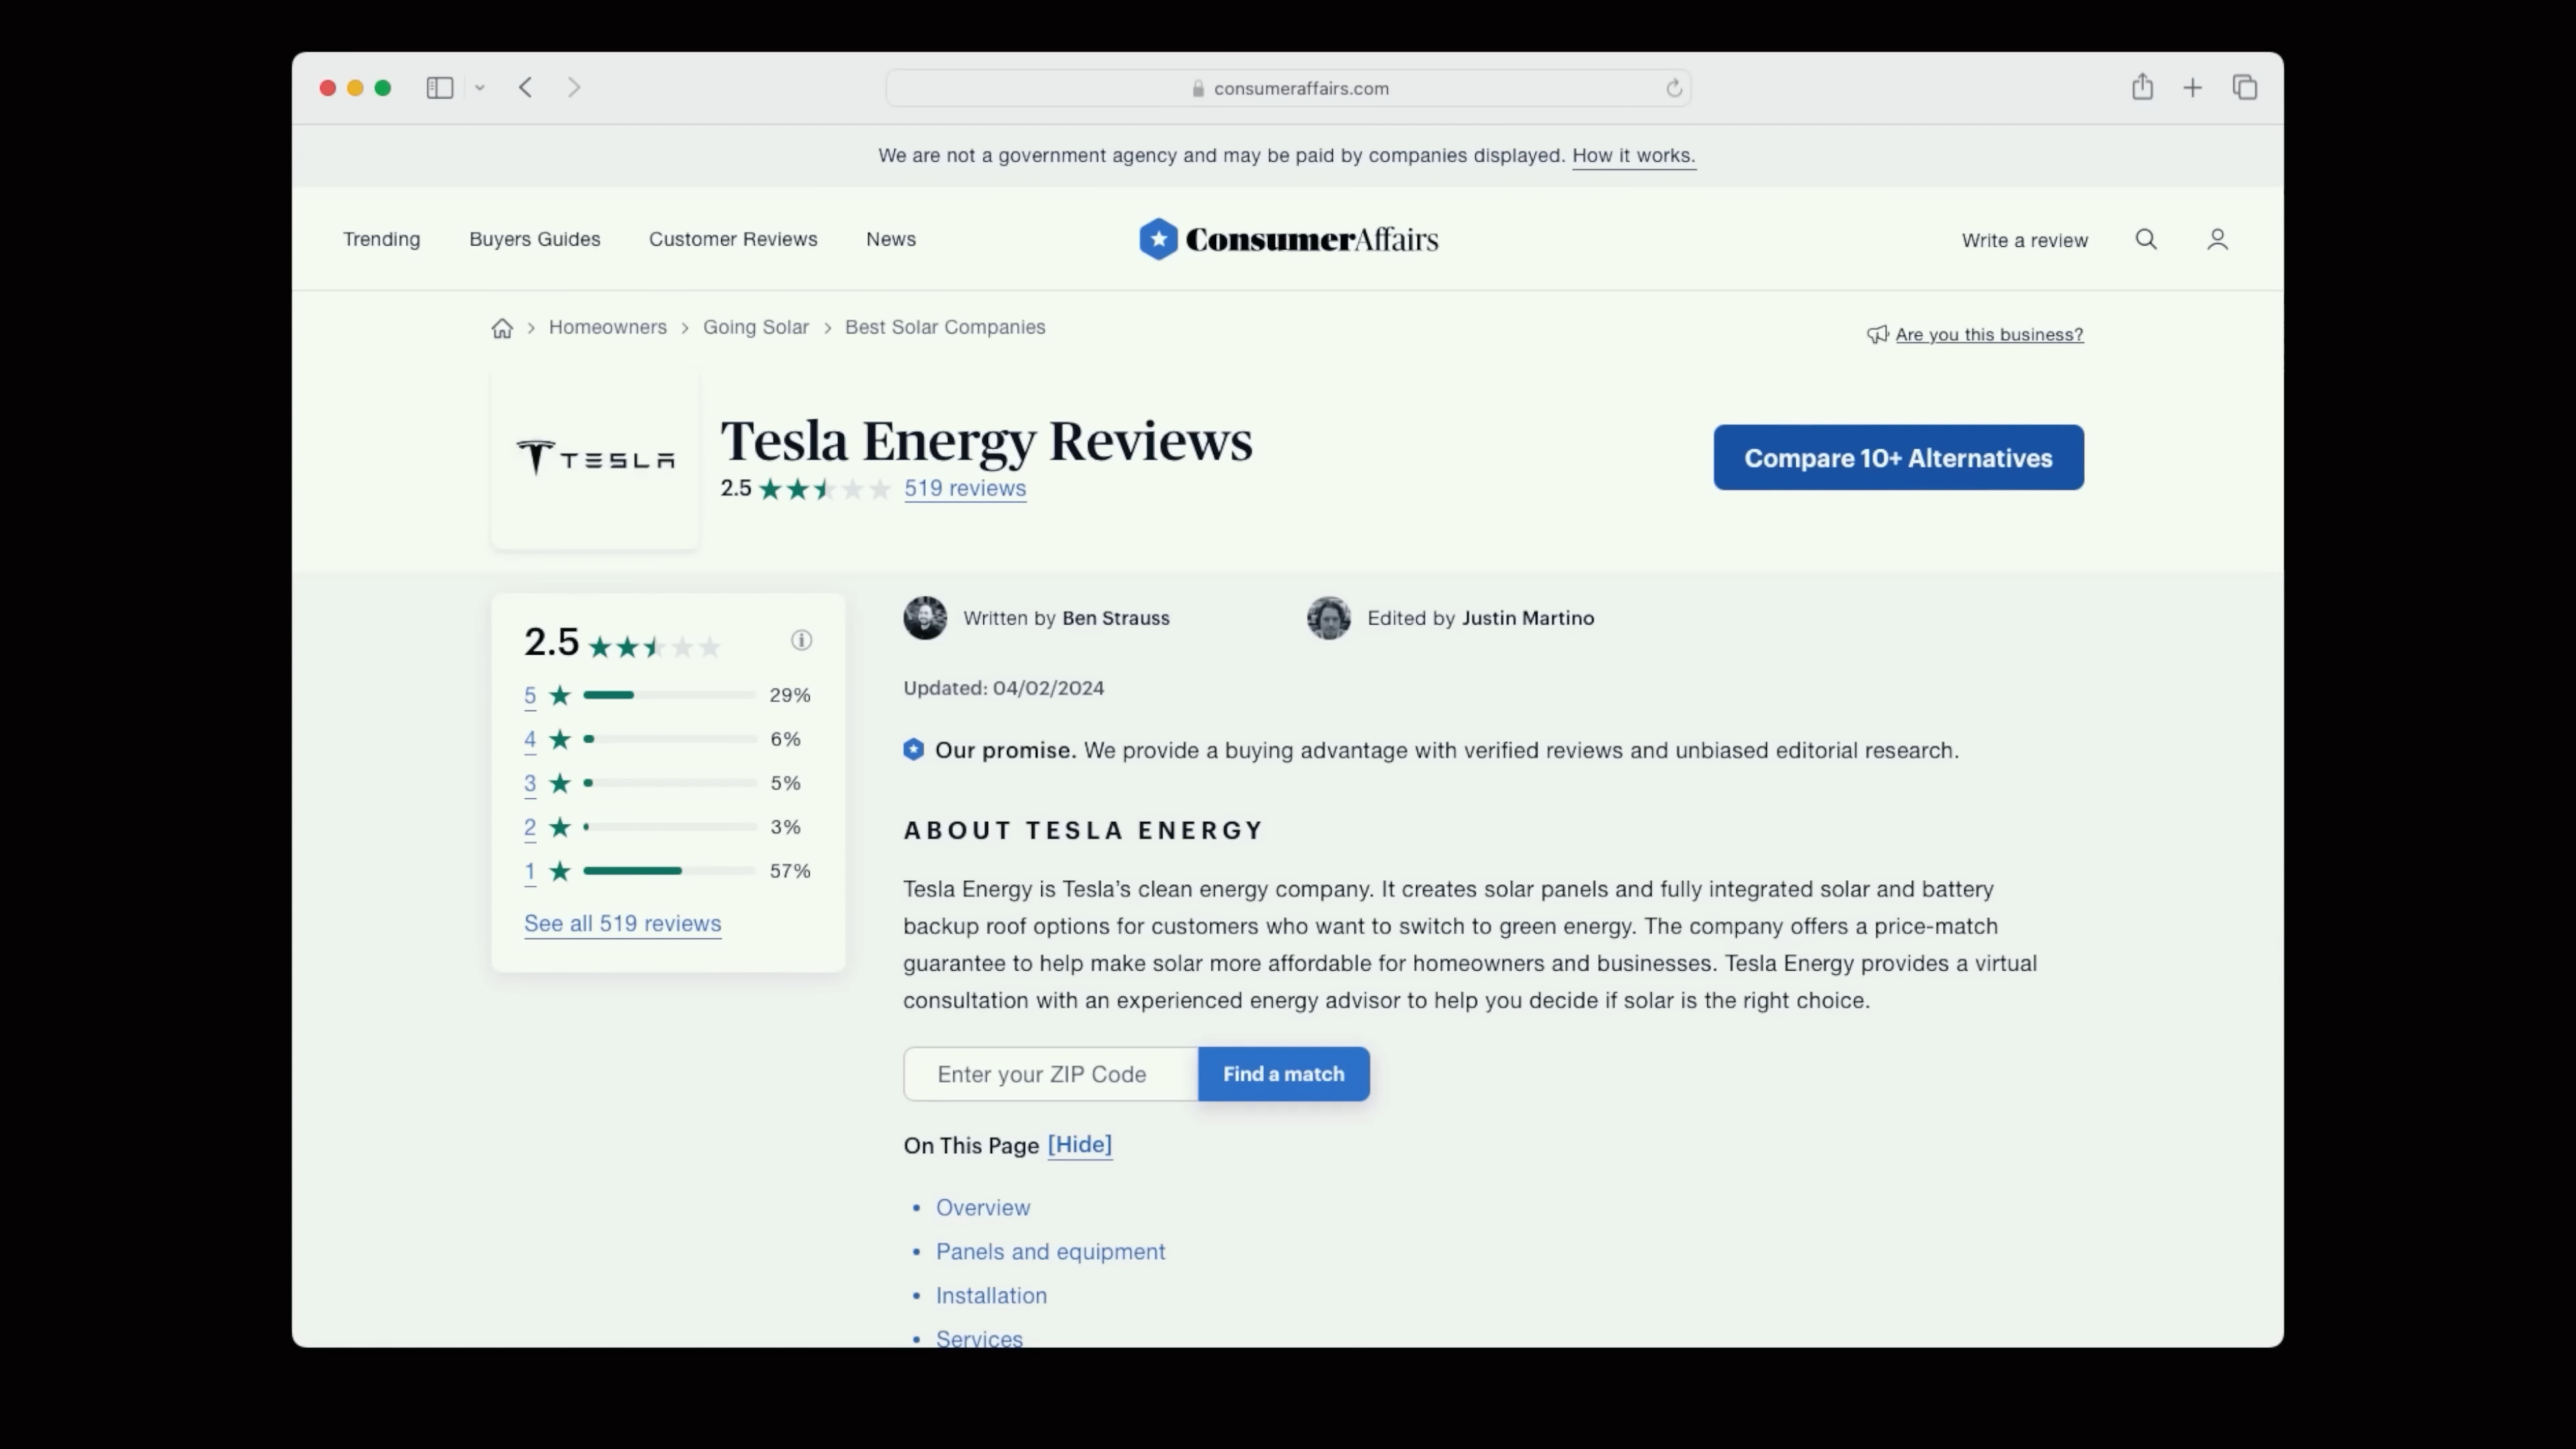 consumeraffairs.com
We are not a government agency and may be paid by companies displayed. How it works.
Trending Buyers Guides Customer Reviews News ConsumerAffairs Write a review
Homeowners > Going Solar > Best Solar Companies
Are you this business?
TESLA
Tesla Energy Reviews
2.5 519 reviews
Compare 10+ Alternatives
2.5
5 29%
4 6%
3 5%
2 3%
1 57%
See all 519 reviews
Written by Ben Strauss
Edited by Justin Martino
Updated: 04/02/2024
Our promise. We provide a buying advantage with verified reviews and unbiased editorial research.
ABOUT TESLA ENERGY
Tesla Energy is Tesla’s clean energy company. It creates solar panels and fully integrated solar and battery
backup roof options for customers who want to switch to green energy. The company offers a price-match
guarantee to help make solar more affordable for homeowners and businesses. Tesla Energy provides a virtual
consultation with an experienced energy advisor to help you decide if solar is the right choice.
Enter your ZIP Code Find a match
On This Page [Hide]
• Overview
• Panels and equipment
• Installation
• Services